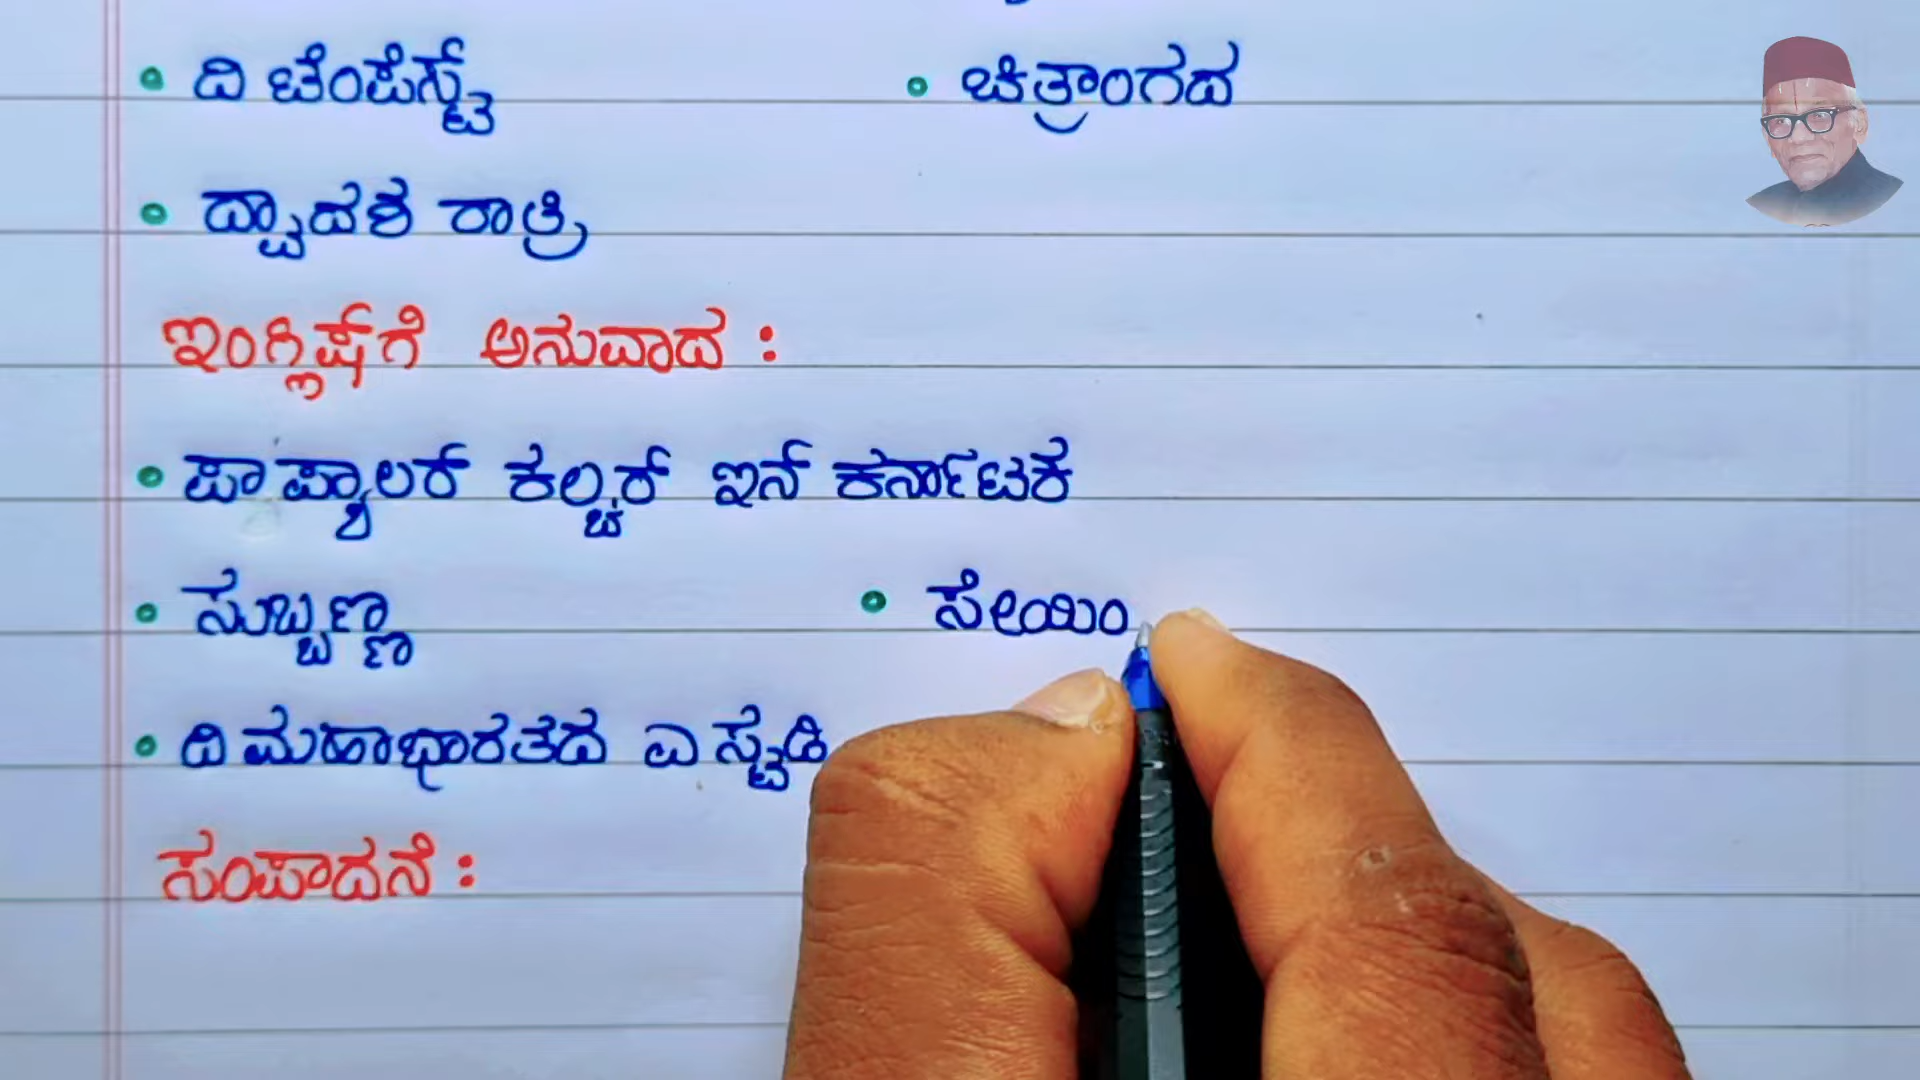 ದಿ ಟೆಂಪೆಸ್ಟ್ ಚಿತ್ರಾಂಗದ
ದ್ವಾದಶ ರಾತ್ರಿ
ಇಂಗ್ಲಿಷ್‌ಗೆ ಅನುವಾದ :
ಪಾಪ್ಯುಲರ್ ಕಲ್ಚರ್ ಇನ್ ಕರ್ನಾಟಕ
ಸುಬ್ಬಣ್ಣ ಸೇಯಿಂ
ದಿ ಮಹಾಭಾರತದ ಎ ಸ್ಟಡಿ
ಸಂಪಾದನೆ :